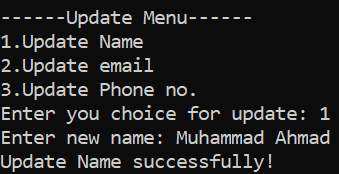 ------Update Menu------
1.Update Name
2.Update email
3.Update Phone no.
Enter you choice for update: 1
Enter new name: Muhammad Ahmad
Update Name successfully!